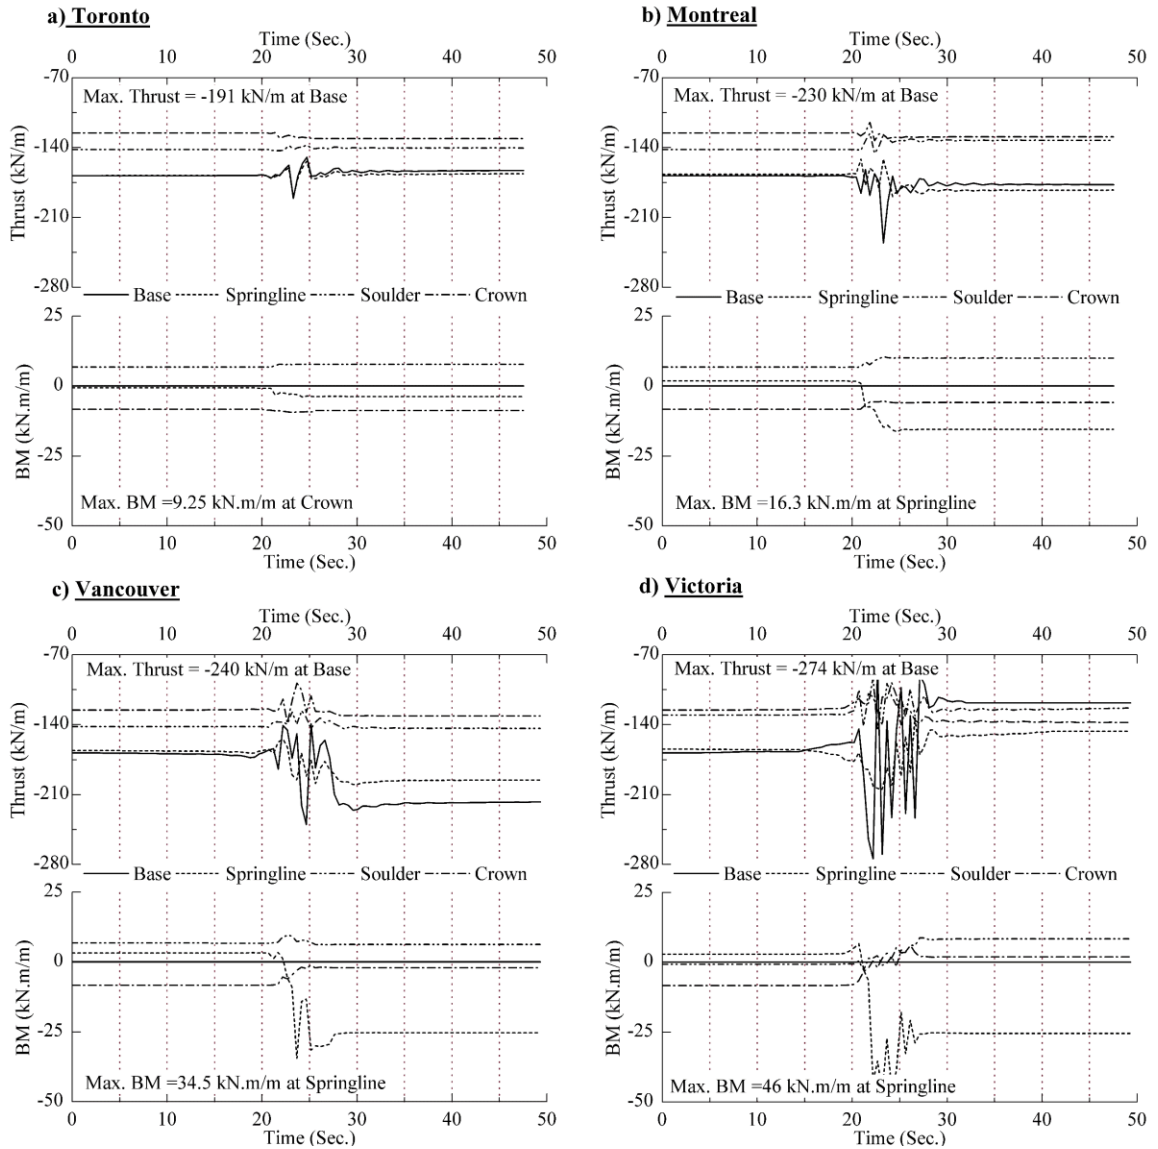 a) Toronto
Time (Sec.)
0 10 20 30 40 50
-70
Max. Thrust = -191 kN/m at Base
-140
Thrust (kN/m)
-210
-280
Base Springline Soulder Crown
25
0
BM (kN.m/m)
-25
Max. BM =9.25 kN.m/m at Crown
-50
0 10 20 30 40 50
Time (Sec.)
b) Montreal
Time (Sec.)
0 10 20 30 40 50
-70
Max. Thrust = -230 kN/m at Base
-140
Thrust (kN/m)
-210
-280
Base Springline Soulder Crown
25
0
BM (kN.m/m)
-25
Max. BM =16.3 kN.m/m at Springline
-50
0 10 20 30 40 50
Time (Sec.)
c) Vancouver
Time (Sec.)
0 10 20 30 40 50
-70
Max. Thrust = -240 kN/m at Base
-140
Thrust (kN/m)
-210
-280
Base Springline Soulder Crown
25
0
BM (kN.m/m)
-25
Max. BM =34.5 kN.m/m at Springline
-50
0 10 20 30 40 50
Time (Sec.)
d) Victoria
Time (Sec.)
0 10 20 30 40 50
-70
Max. Thrust = -274 kN/m at Base
-140
Thrust (kN/m)
-210
-280
Base Springline Soulder Crown
25
0
BM (kN.m/m)
-25
Max. BM =46 kN.m/m at Springline
-50
0 10 20 30 40 50
Time (Sec.)